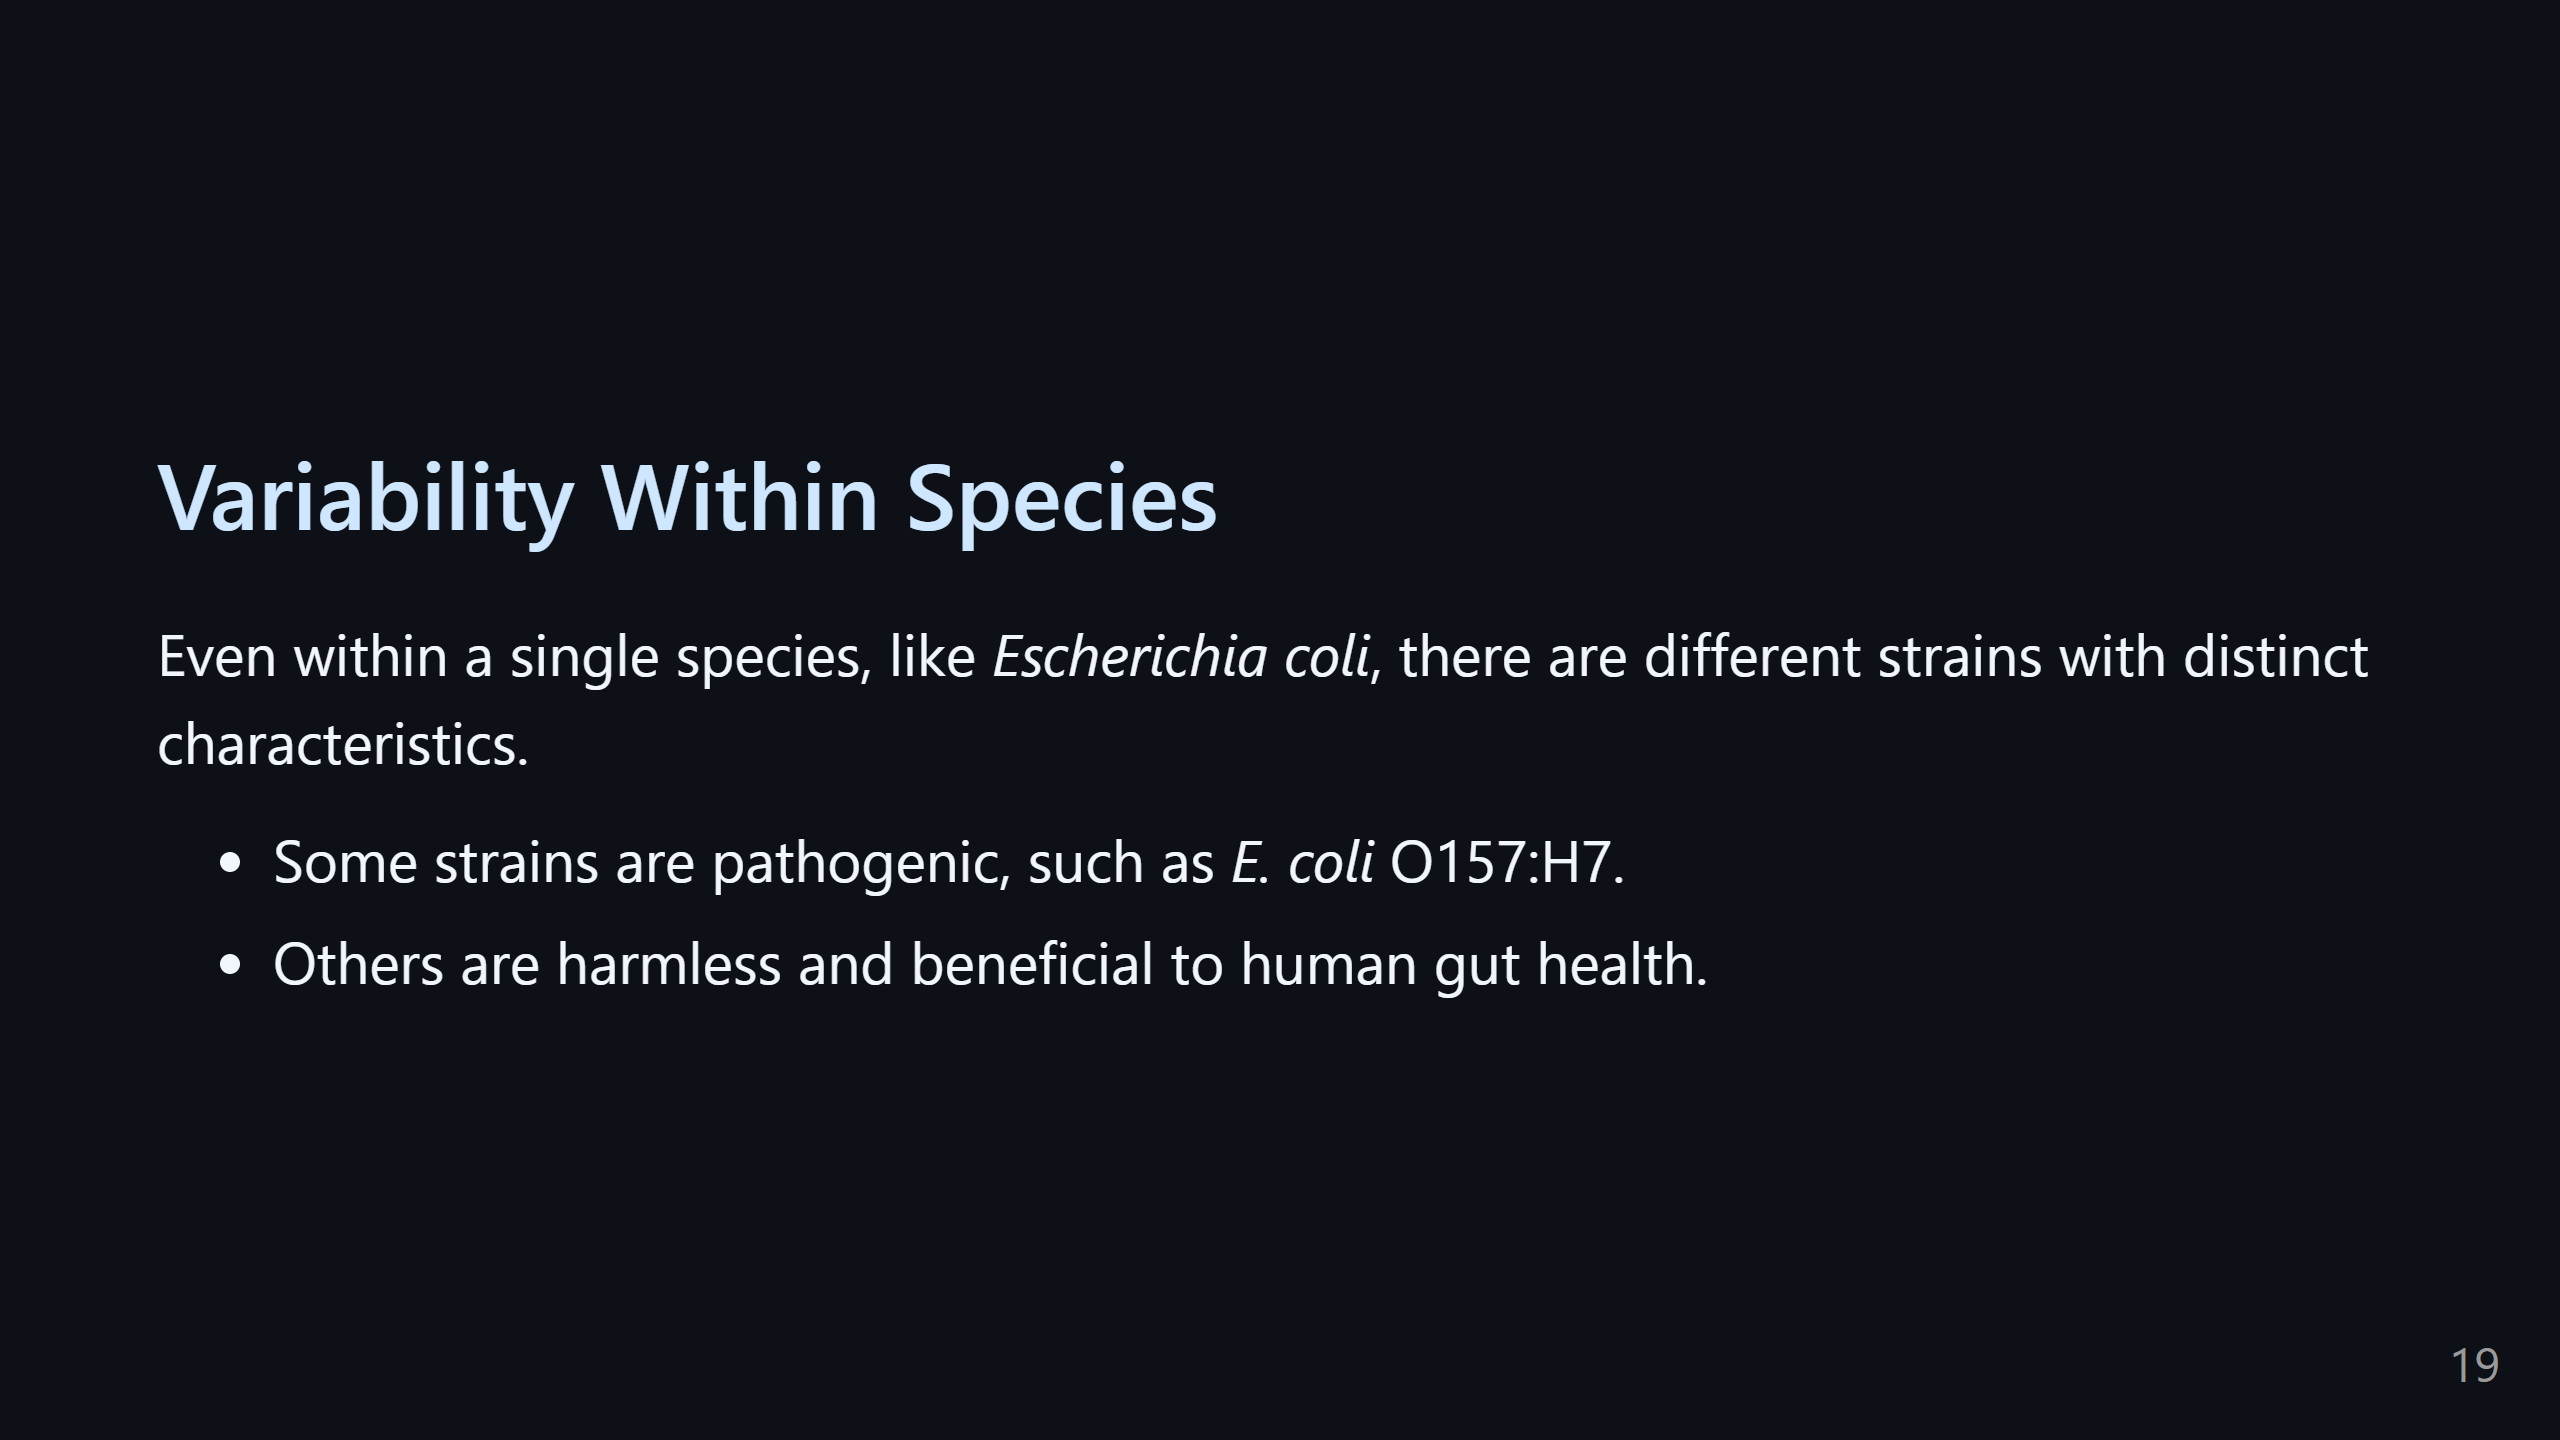 Variability Within Species
Even within a single species, like Escherichia coli, there are different strains with distinct
characteristics.
• Some strains are pathogenic, such as E. coli O157:H7.
• Others are harmless and beneficial to human gut health.
19